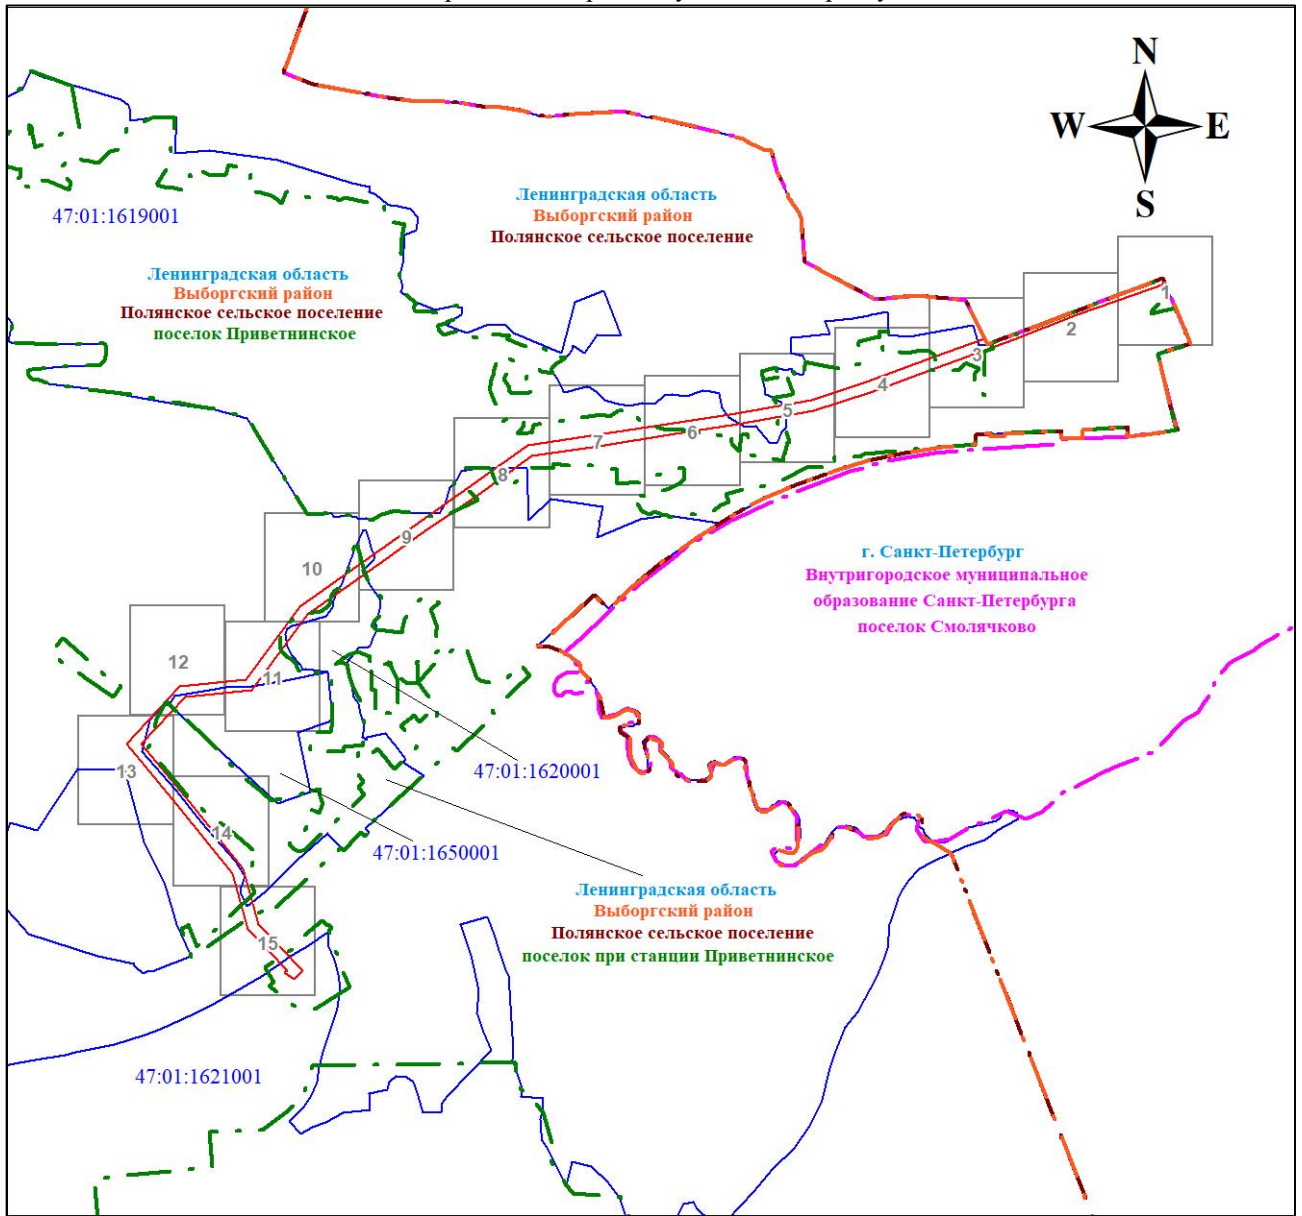 N
W E
S
Ленинградская область
Выборгский район
Полянское сельское поселение
47:01:1619001
Ленинградская область
Выборгский район
Полянское сельское поселение
поселок Приветнинское
1
2
3
4
5
6
7
8
9
10
11
12
13
14
15
г. Санкт-Петербург
Внутригородское муниципальное
образование Санкт-Петербурга
поселок Смолячково
47:01:1620001
47:01:1650001
Ленинградская область
Выборгский район
Полянское сельское поселение
поселок при станции Приветнинское
47:01:1621001